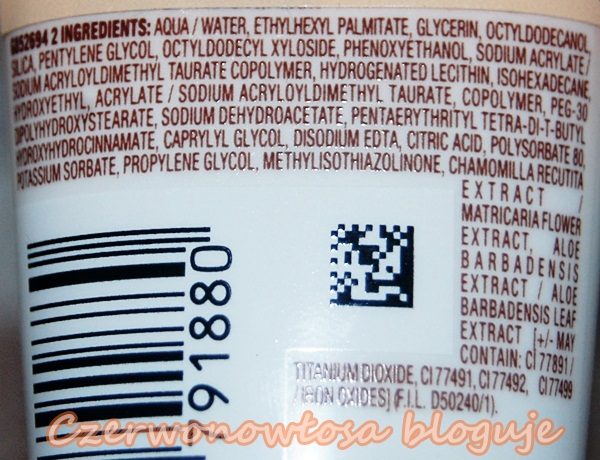 G852694 2 INGREDIENTS: AQUA / WATER, ETHYLHEXYL PALMITATE, GLYCERIN, OCTYLDODECANOL,
SILICA, PENTYLENE GLYCOL, OCTYLDODECYL XYLOSIDE, PHENOXYETHANOL, SODIUM ACRYLATE /
SODIUM ACRYLOYLDIMETHYL TAURATE COPOLYMER, HYDROGENATED LECITHIN, ISOHEXADECANE,
HYDROXYETHYL, ACRYLATE / SODIUM ACRYLOYLDIMETHYL TAURATE, COPOLYMER, PEG-30
DIPOLYHYDROXYSTEARATE, SODIUM DEHYDROACETATE, PENTAERYTHRITYL TETRA-DI-T-BUTYL
HYDROXYHYDROCINNAMATE, CAPRYLYL GLYCOL, DISODIUM EDTA, CITRIC ACID, POLYSORBATE 80,
POTASSIUM SORBATE, PROPYLENE GLYCOL, METHYLISOTHIAZOLINONE, CHAMOMILLA RECUTITA
EXTRACT /
MATRICARIA FLOWER
EXTRACT, ALOE
BARBADENSIS
EXTRACT / ALOE
BARBADENSIS LEAF
EXTRACT [+/- MAY
CONTAIN: CI 77891 /
TITANIUM DIOXIDE, CI 77491, CI 77492, CI 77499
/ IRON OXIDES] (F.I.L. D50240/1).
91880
Czerwonowłosa bloguje